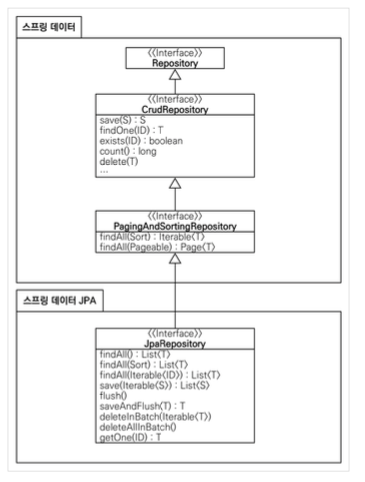 스프링 데이터
《Interface》
Repository
《Interface》
CrudRepository
save(S) : S
findOne(ID) : T
exists(ID) : boolean
count() : long
delete(T)
...
《Interface》
PagingAndSortingRepository
findAll(Sort) : Iterable〈T〉
findAll(Pageable) : Page〈T〉
스프링 데이터 JPA
《Interface》
JpaRepository
findAll() : List〈T〉
findAll(Sort) : List〈T〉
findAll(Iterable〈ID〉) : List〈T〉
save(Iterable〈S〉) : List〈S〉
flush()
saveAndFlush(T) : T
deleteInBatch(Iterable〈T〉)
deleteAllInBatch()
getOne(ID) : T